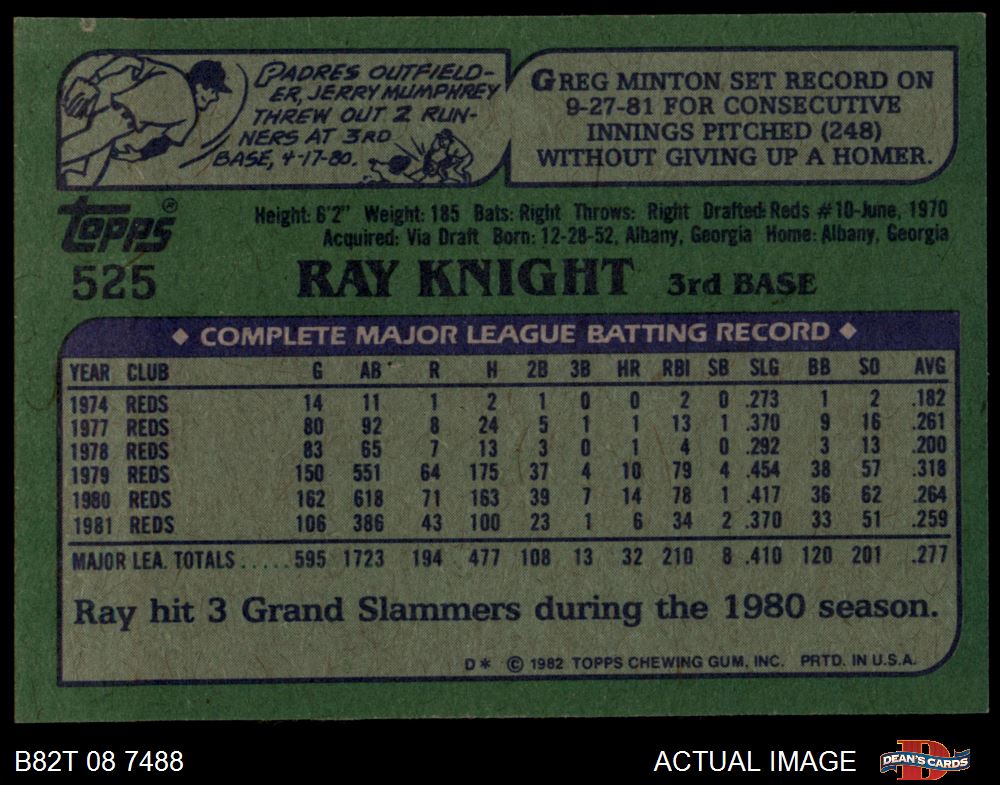 PADRES OUTFIELD-
ER, JERRY MUMPHREY
THREW OUT 2 RUN-
NERS AT 3RD
BASE, 4-17-80.
GREG MINTON SET RECORD ON
9-27-81 FOR CONSECUTIVE
INNINGS PITCHED (248)
WITHOUT GIVING UP A HOMER.
topps®
Height: 6'2" Weight: 185 Bats: Right Throws: Right Drafted: Reds #10-June, 1970
Acquired: Via Draft Born: 12-28-52, Albany, Georgia Home: Albany, Georgia
525 RAY KNIGHT 3rd BASE
◆ COMPLETE MAJOR LEAGUE BATTING RECORD ◆
YEAR CLUB G AB R H 2B 3B HR RBI SB SLG BB SO AVG
1974 REDS 14 11 1 2 1 0 0 2 0 .273 1 2 .182
1977 REDS 80 92 8 24 5 1 1 13 1 .370 9 16 .261
1978 REDS 83 65 7 13 3 0 1 4 0 .292 3 13 .200
1979 REDS 150 551 64 175 37 4 10 79 4 .454 38 57 .318
1980 REDS 162 618 71 163 39 7 14 78 1 .417 36 62 .264
1981 REDS 106 386 43 100 23 1 6 34 2 .370 33 51 .259
MAJOR LEA. TOTALS.....595 1723 194 477 108 13 32 210 8 .410 120 201 .277
Ray hit 3 Grand Slammers during the 1980 season.
D* © 1982 TOPPS CHEWING GUM, INC. PRTD. IN U.S.A.
B82T 08 7488 ACTUAL IMAGE D DEAN'S CARDS